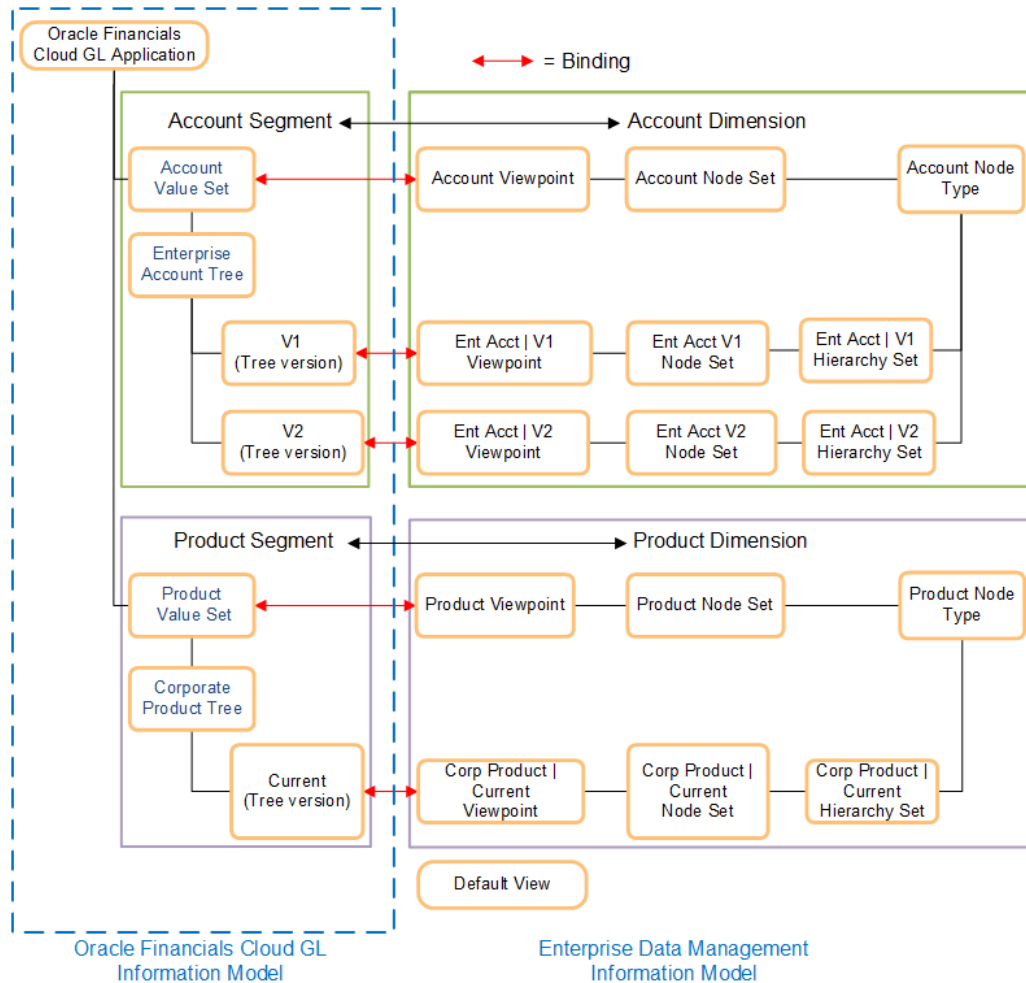 Oracle Financials
Cloud GL Application
= Binding
Account Segment
Account Dimension
Account
Value Set
Account Viewpoint
Account Node Set
Account Node
Type
Enterprise
Account Tree
V1
(Tree version)
Ent Acct | V1
Viewpoint
Ent Acct V1
Node Set
Ent Acct | V1
Hierarchy Set
V2
(Tree version)
Ent Acct | V2
Viewpoint
Ent Acct V2
Node Set
Ent Acct | V2
Hierarchy Set
Product Segment
Product Dimension
Product
Value Set
Product Viewpoint
Product Node Set
Product Node
Type
Corporate
Product Tree
Current
(Tree version)
Corp Product |
Current
Viewpoint
Corp Product |
Current
Node Set
Corp Product |
Current
Hierarchy Set
Default View
Oracle Financials Cloud GL
Information Model
Enterprise Data Management
Information Model